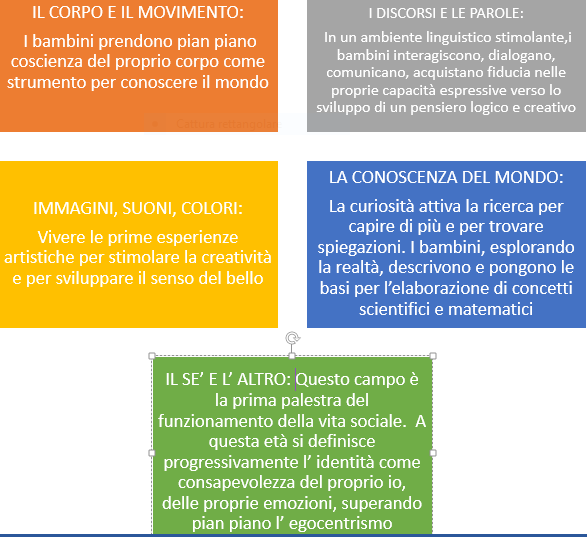 IL CORPO E IL MOVIMENTO:
I bambini prendono pian piano
coscienza del proprio corpo come
strumento per conoscere il mondo
I DISCORSI E LE PAROLE:
In un ambiente linguistico stimolante,i
bambini interagiscono, dialogano,
comunicano, acquistano fiducia nelle
proprie capacità espressive verso lo
sviluppo di un pensiero logico e creativo
IMMAGINI, SUONI, COLORI:
Vivere le prime esperienze
artistiche per stimolare la creatività
e per sviluppare il senso del bello
LA CONOSCENZA DEL MONDO:
La curiosità attiva la ricerca per
capire di più e per trovare
spiegazioni. I bambini, esplorando
la realtà, descrivono e pongono le
basi per l’elaborazione di concetti
scientifici e matematici
IL SE’ E L’ ALTRO: Questo campo è
la prima palestra del
funzionamento della vita sociale.  A
questa età si definisce
progressivamente l’ identità come
consapevolezza del proprio io,
delle proprie emozioni, superando
pian piano l’ egocentrismo